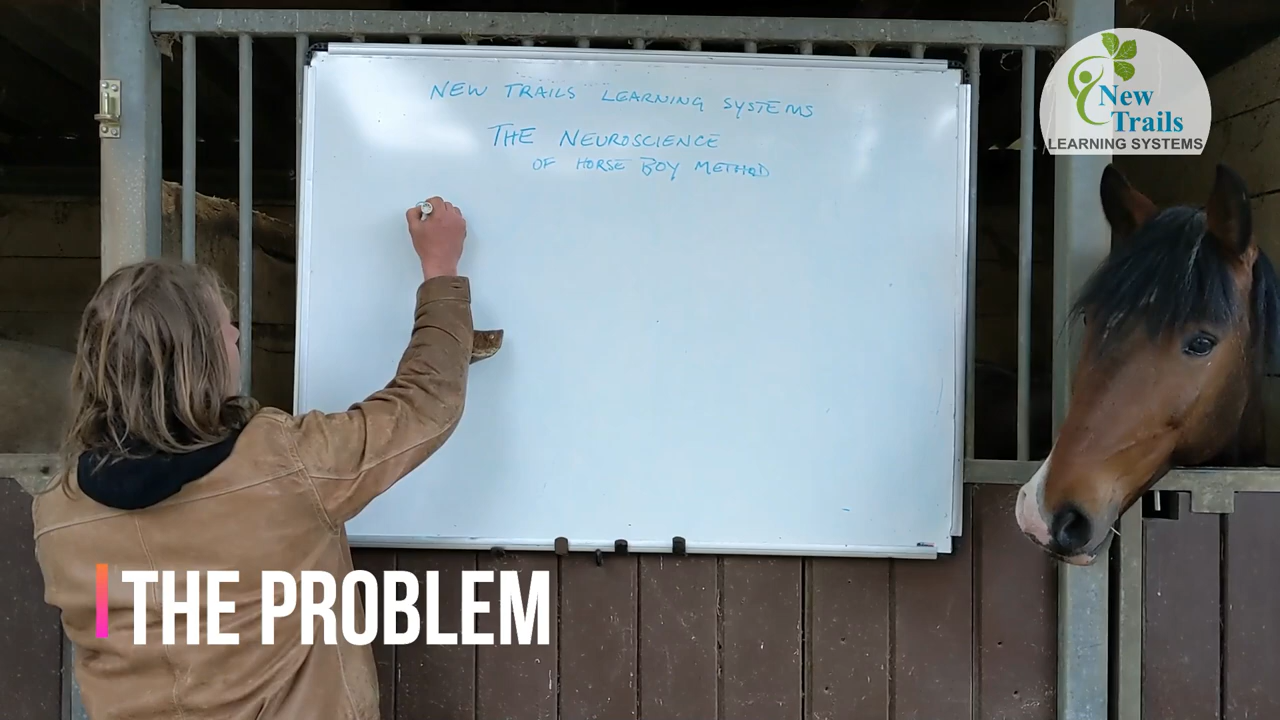 NEW TRAILS LEARNING SYSTEMS
THE NEUROSCIENCE
OF HORSE BOY METHOD
New
Trails
LEARNING SYSTEMS
THE PROBLEM